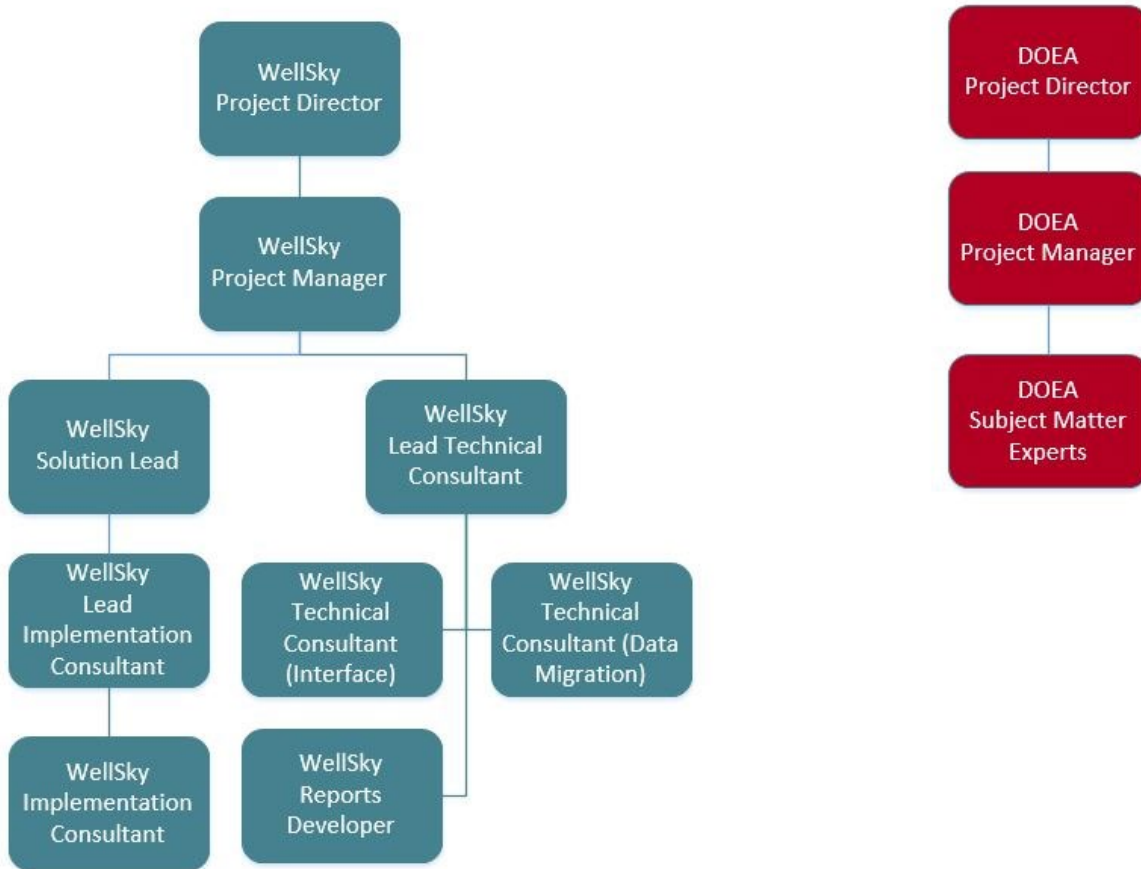 WellSky
Project Director
DOEA
Project Director
WellSky
Project Manager
DOEA
Project Manager
WellSky
Solution Lead
WellSky
Lead Technical
Consultant
DOEA
Subject Matter
Experts
WellSky
Lead
Implementation
Consultant
WellSky
Technical
Consultant
(Interface)
WellSky
Technical
Consultant (Data
Migration)
WellSky
Implementation
Consultant
WellSky
Reports
Developer